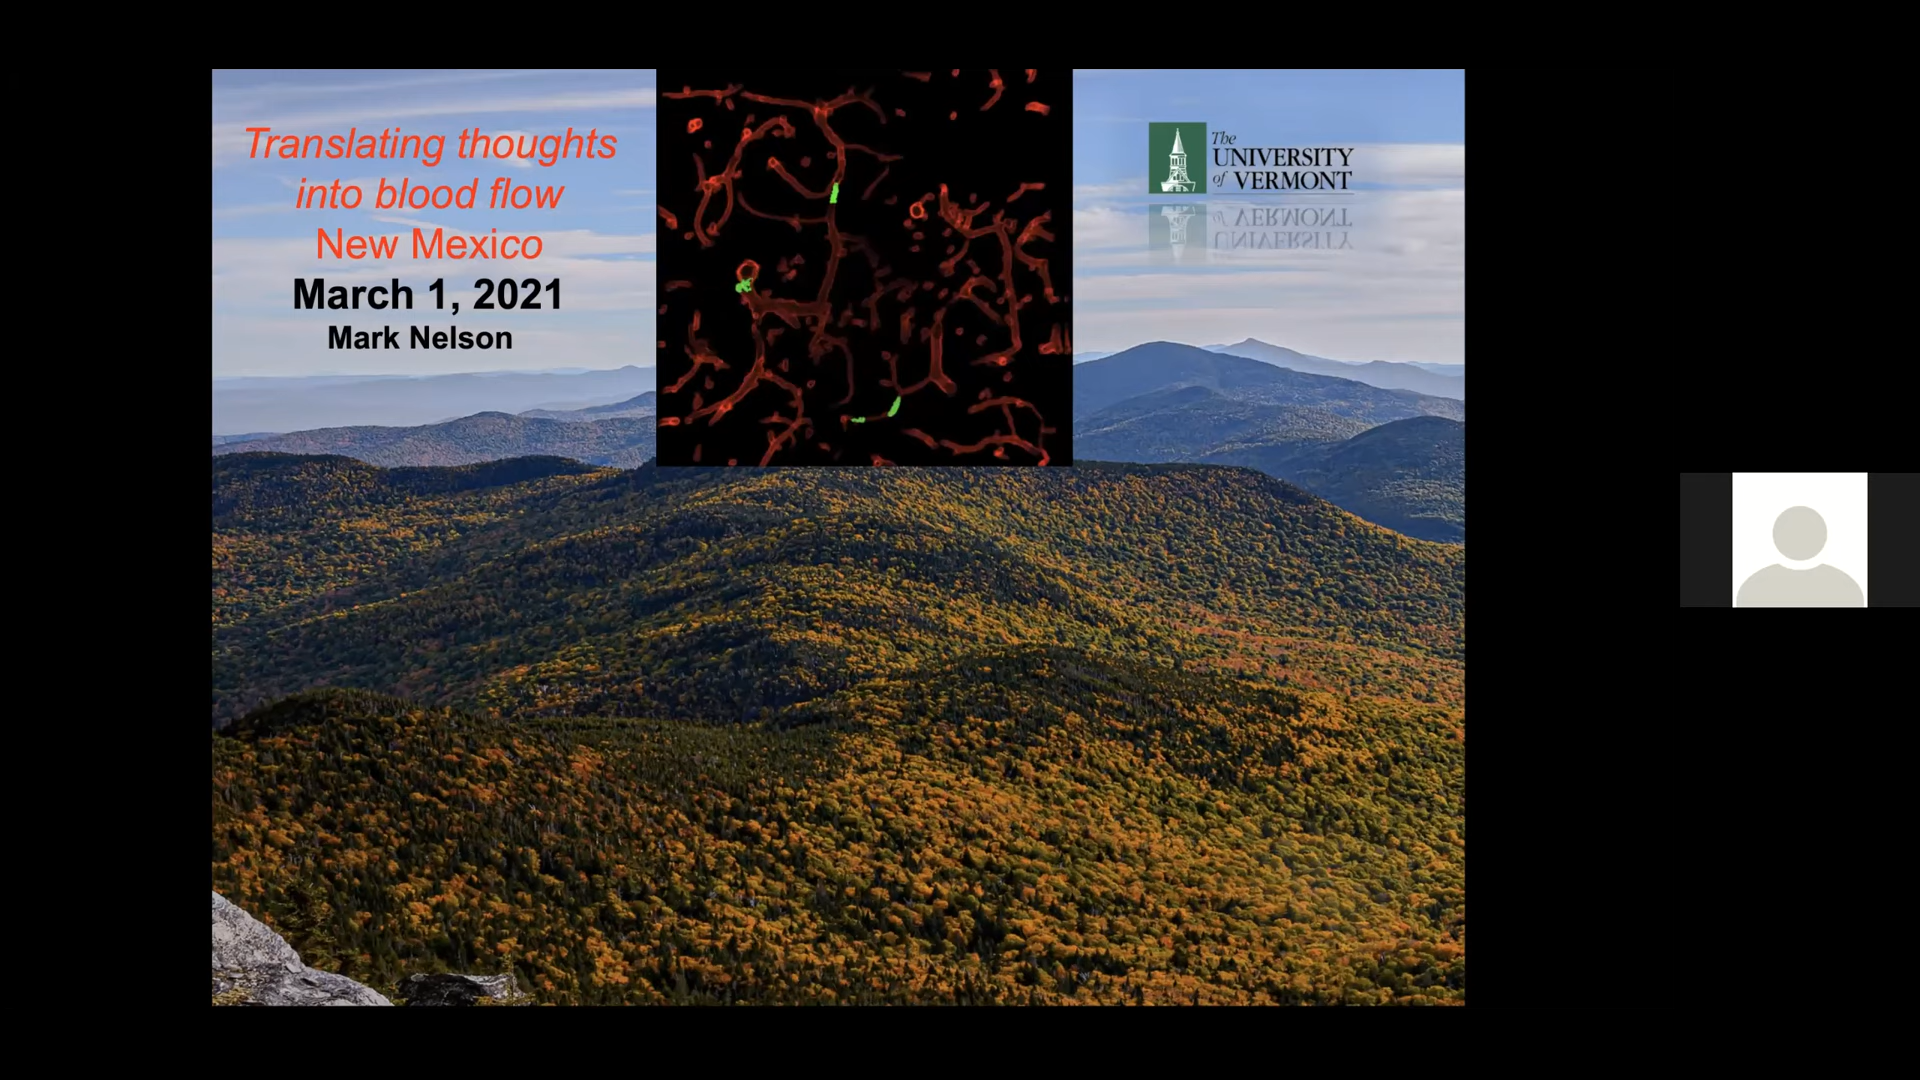 Translating thoughts
into blood flow
New Mexico
March 1, 2021
Mark Nelson
The
UNIVERSITY
of VERMONT